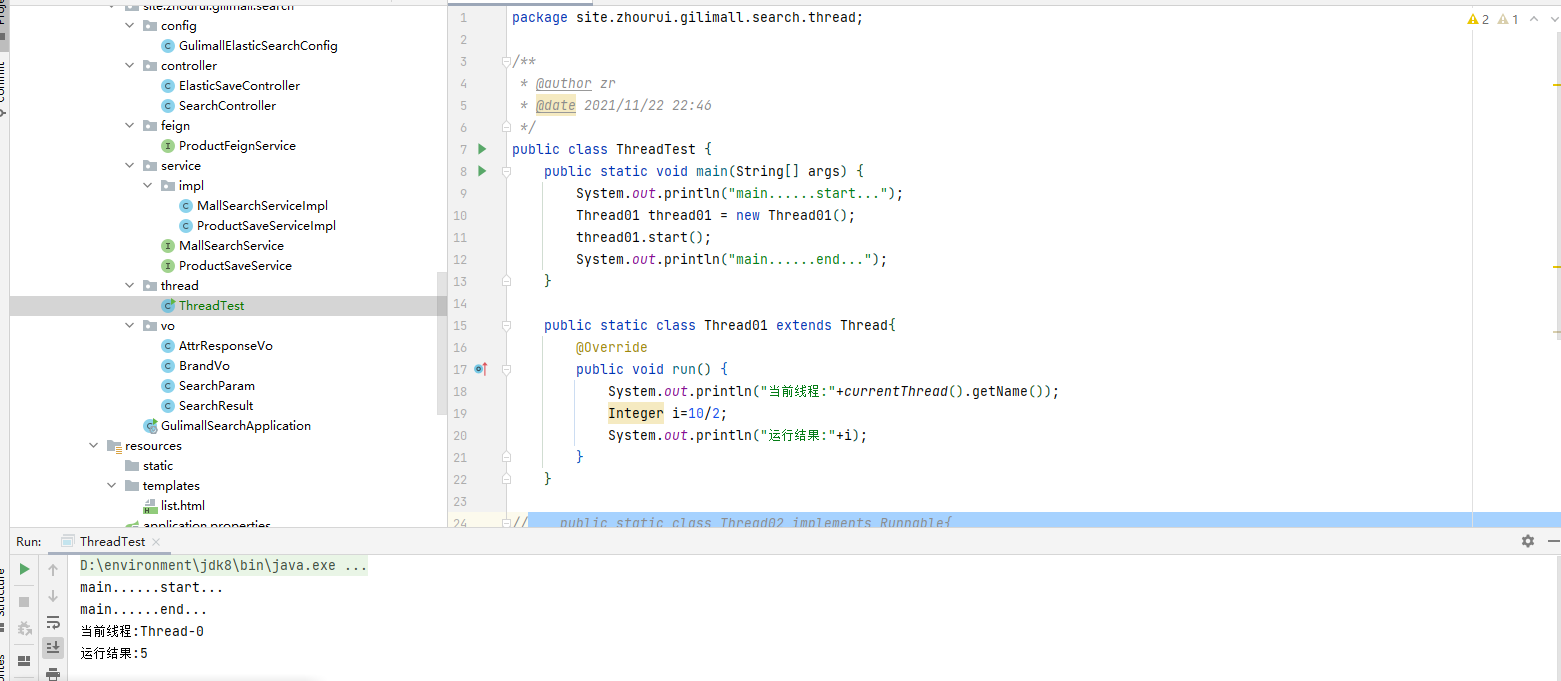 site.zhourui.gilimall.search
config
GulimallElasticSearchConfig
controller
ElasticSaveController
SearchController
feign
ProductFeignService
service
impl
MallSearchServiceImpl
ProductSaveServiceImpl
MallSearchService
ProductSaveService
thread
ThreadTest
vo
AttrResponseVo
BrandVo
SearchParam
SearchResult
GulimallSearchApplication
resources
static
templates
list.html
application.properties
2 1
1 package site.zhourui.gilimall.search.thread;
2
3 /**
4 * @author zr
5 * @date 2021/11/22 22:46
6 */
7 public class ThreadTest {
8 public static void main(String[] args) {
9 System.out.println("main......start...");
10 Thread01 thread01 = new Thread01();
11 thread01.start();
12 System.out.println("main......end...");
13 }
14
15 public static class Thread01 extends Thread{
16 @Override
17 public void run() {
18 System.out.println("当前线程:"+currentThread().getName());
19 Integer i=10/2;
20 System.out.println("运行结果:"+i);
21 }
22 }
23
24 // public static class Thread02 implements Runnable{
Run: ThreadTest
D:\environment\jdk8\bin\java.exe ...
main......start...
main......end...
当前线程:Thread-0
运行结果:5